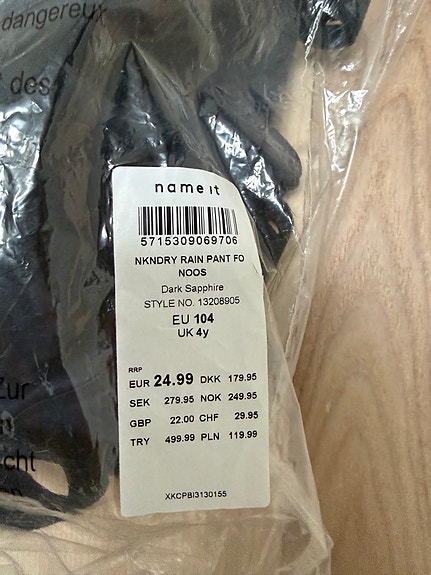 dangereux
des
name it
5715309069706
NKNDRY RAIN PANT FO
NOOS
Dark Sapphire
STYLE NO. 13208905
EU 104
UK 4y
RRP
EUR 24.99 DKK 179.95
SEK 279.95 NOK 249.95
GBP 22.00 CHF 29.95
TRY 499.99 PLN 119.99
XKCPBI3130155
Zur
cht